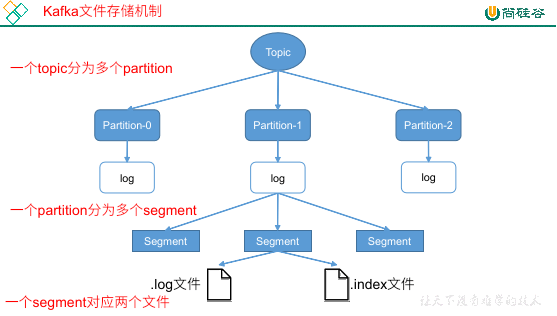 Kafka文件存储机制
尚硅谷
Topic
一个topic分为多个partition
Partition-0
Partition-1
Partition-2
log
log
log
一个partition分为多个segment
Segment
Segment
Segment
.log文件
.index文件
一个segment对应两个文件
让天下没有难学的技术